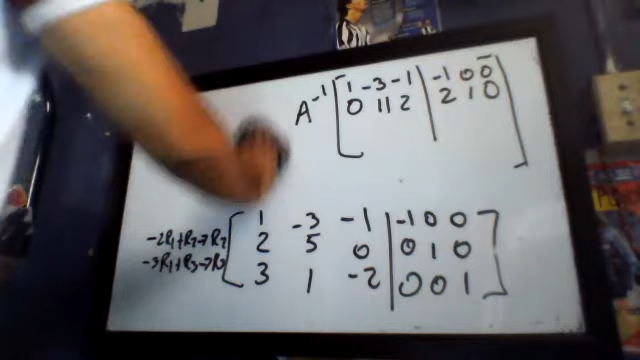 A⁻¹ [ 1 -3 -1 | -1 0 0
0 11 2 | 2 1 0 ]
[ 1 -3 -1 | -1 0 0 ]
-2R₁+R₂→R₂ 2 5 0 | 0 1 0
-3R₁+R₃→R₃ 3 1 -2 | 0 0 1